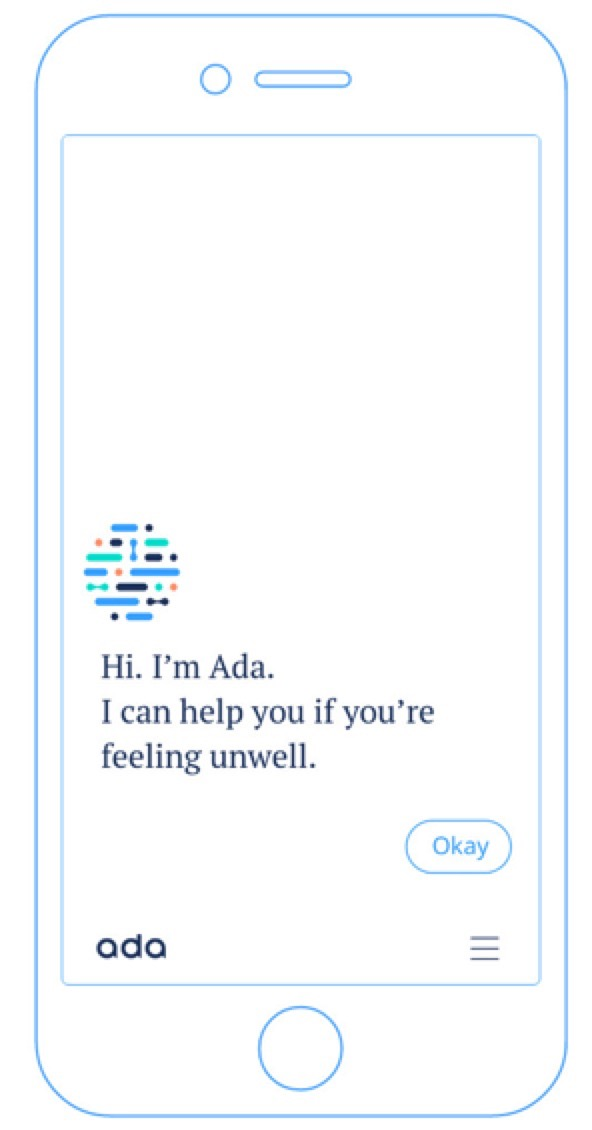 Hi. I’m Ada.
I can help you if you’re
feeling unwell.
Okay
ada